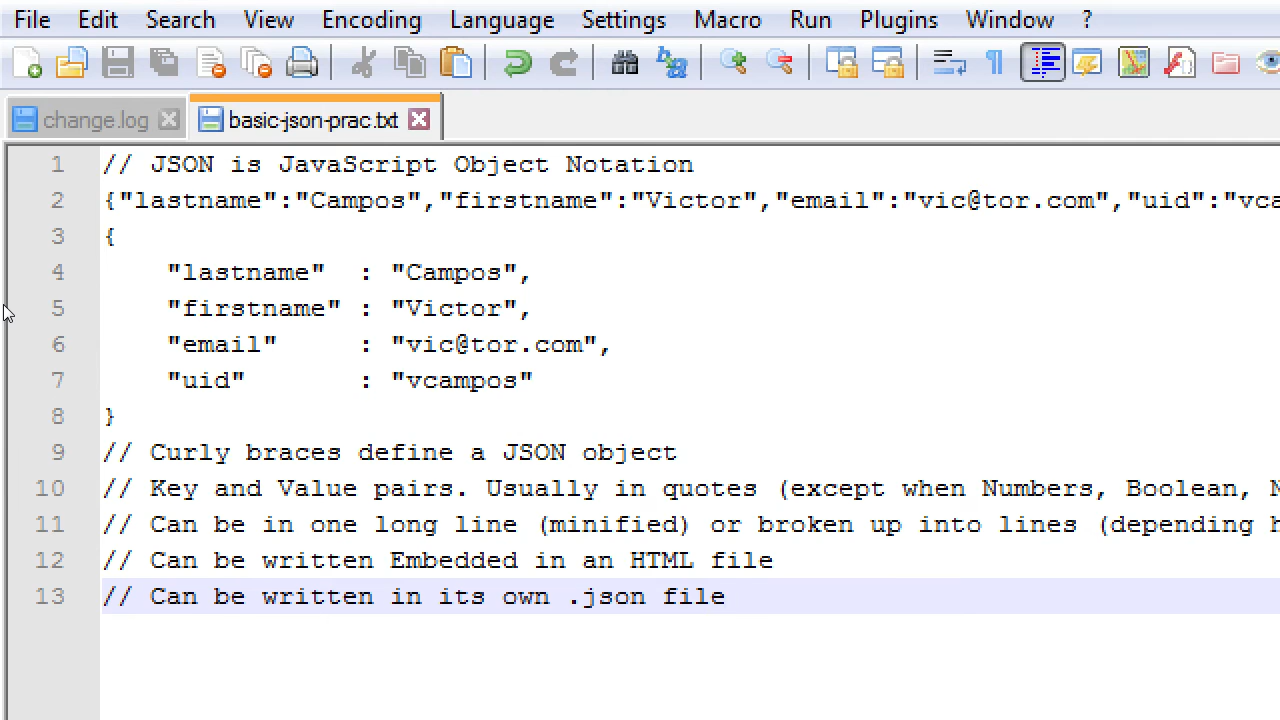 File Edit Search View Encoding Language Settings Macro Run Plugins Window ?
change.log basic-json-prac.txt
1 // JSON is JavaScript Object Notation
2 {"lastname":"Campos","firstname":"Victor","email":"vic@tor.com","uid":"vca
3 {
4 "lastname" : "Campos",
5 "firstname" : "Victor",
6 "email" : "vic@tor.com",
7 "uid" : "vcampos"
8 }
9 // Curly braces define a JSON object
10 // Key and Value pairs. Usually in quotes (except when Numbers, Boolean, N
11 // Can be in one long line (minified) or broken up into lines (depending h
12 // Can be written Embedded in an HTML file
13 // Can be written in its own .json file